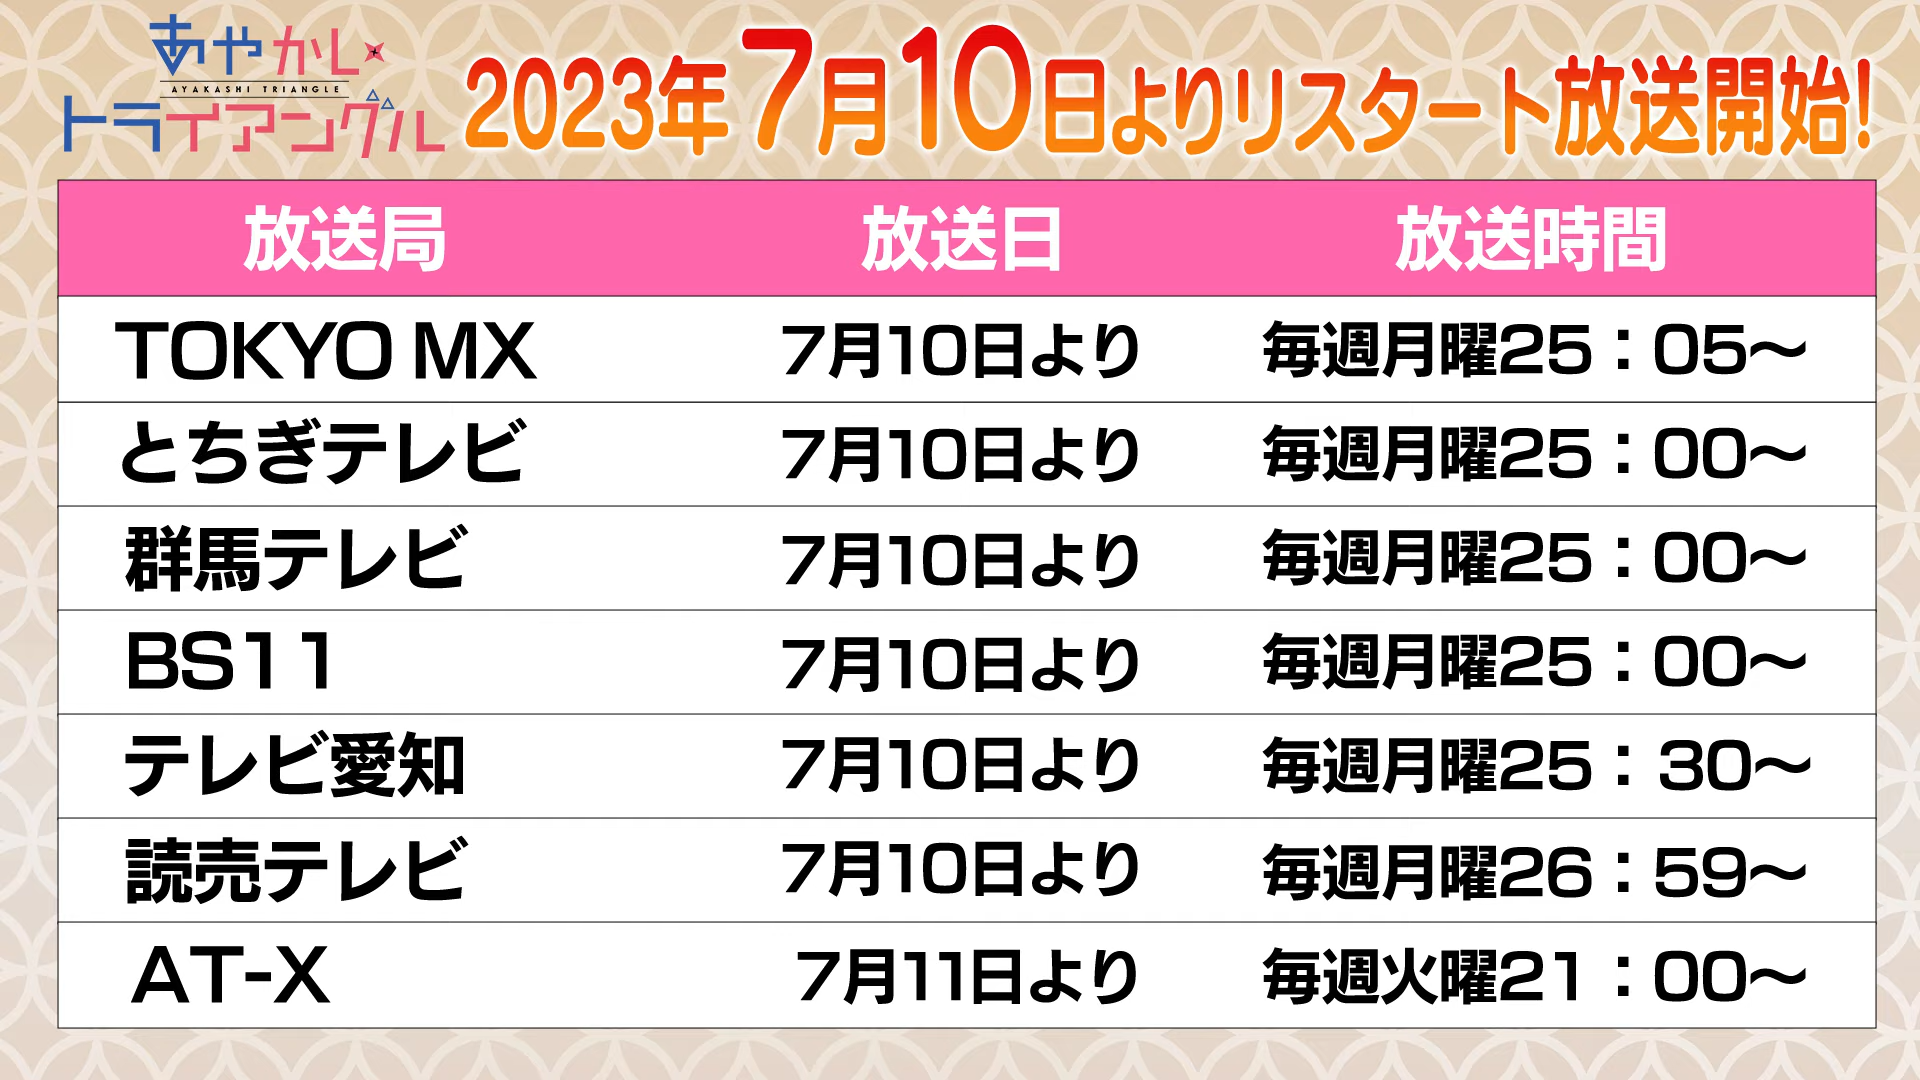 あやかし
AYAKASHI TRIANGLE
トライアングル
2023年7月10日よりリスタート放送開始!
放送局 放送日 放送時間
TOKYO MX 7月10日より 毎週月曜25：05〜
とちぎテレビ 7月10日より 毎週月曜25：00〜
群馬テレビ 7月10日より 毎週月曜25：00〜
BS11 7月10日より 毎週月曜25：00〜
テレビ愛知 7月10日より 毎週月曜25：30〜
読売テレビ 7月10日より 毎週月曜26：59〜
AT-X 7月11日より 毎週火曜21：00〜